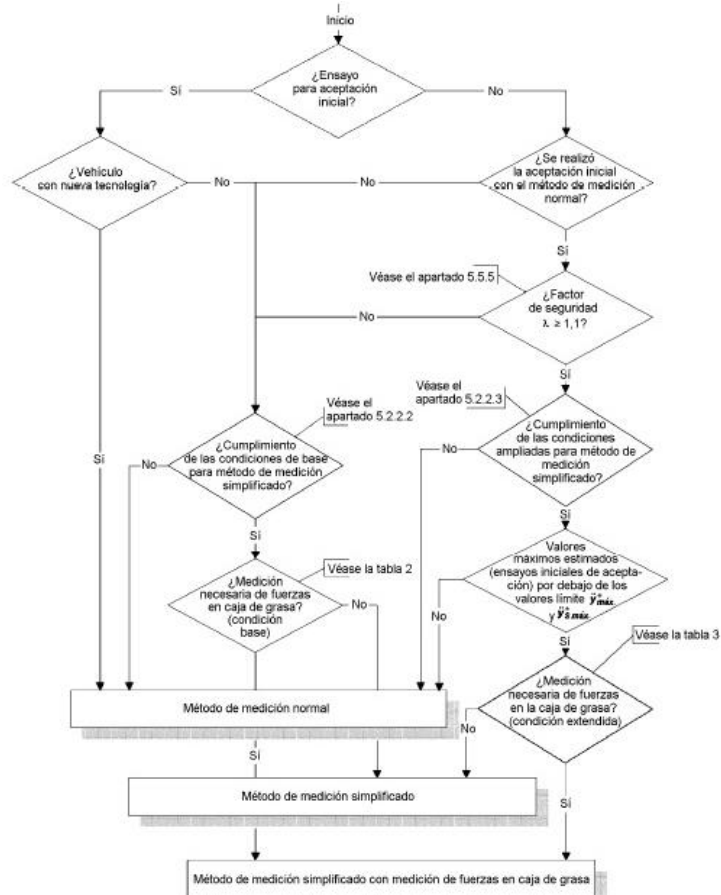 Inicio
¿Ensayo
para aceptación
inicial?
Sí
No
¿Vehículo
con nueva tecnología?
No
No
¿Se realizó
la aceptación inicial
con el método de medición
normal?
Sí
Véase el apartado 5.5.5
¿Factor
de seguridad
λ ≥ 1,1?
No
Sí
Véase el
apartado 5.2.2.2
Véase el
apartado 5.2.2.3
Sí
¿Cumplimiento
de las condiciones de base
para método de medición
simplificado?
No
¿Cumplimiento
de las condiciones
ampliadas para método de
medición
simplificado?
No
Sí
Sí
Véase la tabla 2
¿Medición
necesaria de fuerzas
en caja de grasa?
(condición
base)
No
Valores
máximos estimados
(ensayos iniciales de acepta-
ción) por debajo de los
valores límite ÿ*máx.
y ÿ*S.máx.
No
Sí
Véase la tabla 3
¿Medición
necesaria de fuerzas
en la caja de grasa?
(condición extendida)
No
Método de medición normal
Sí
Sí
Método de medición simplificado
Método de medición simplificado con medición de fuerzas en caja de grasa